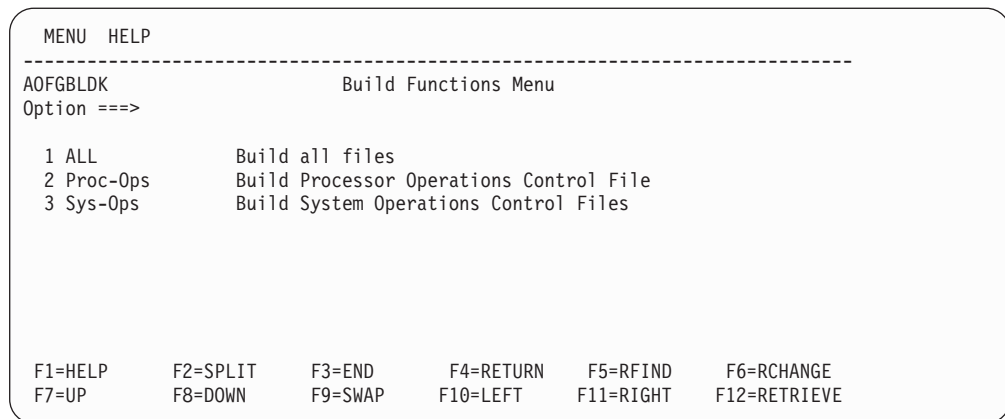 MENU HELP
-------------------------------------------------------------------------------
AOFGBLDK Build Functions Menu
Option ===>
1 ALL Build all files
2 Proc-Ops Build Processor Operations Control File
3 Sys-Ops Build System Operations Control Files
F1=HELP F2=SPLIT F3=END F4=RETURN F5=RFIND F6=RCHANGE
F7=UP F8=DOWN F9=SWAP F10=LEFT F11=RIGHT F12=RETRIEVE